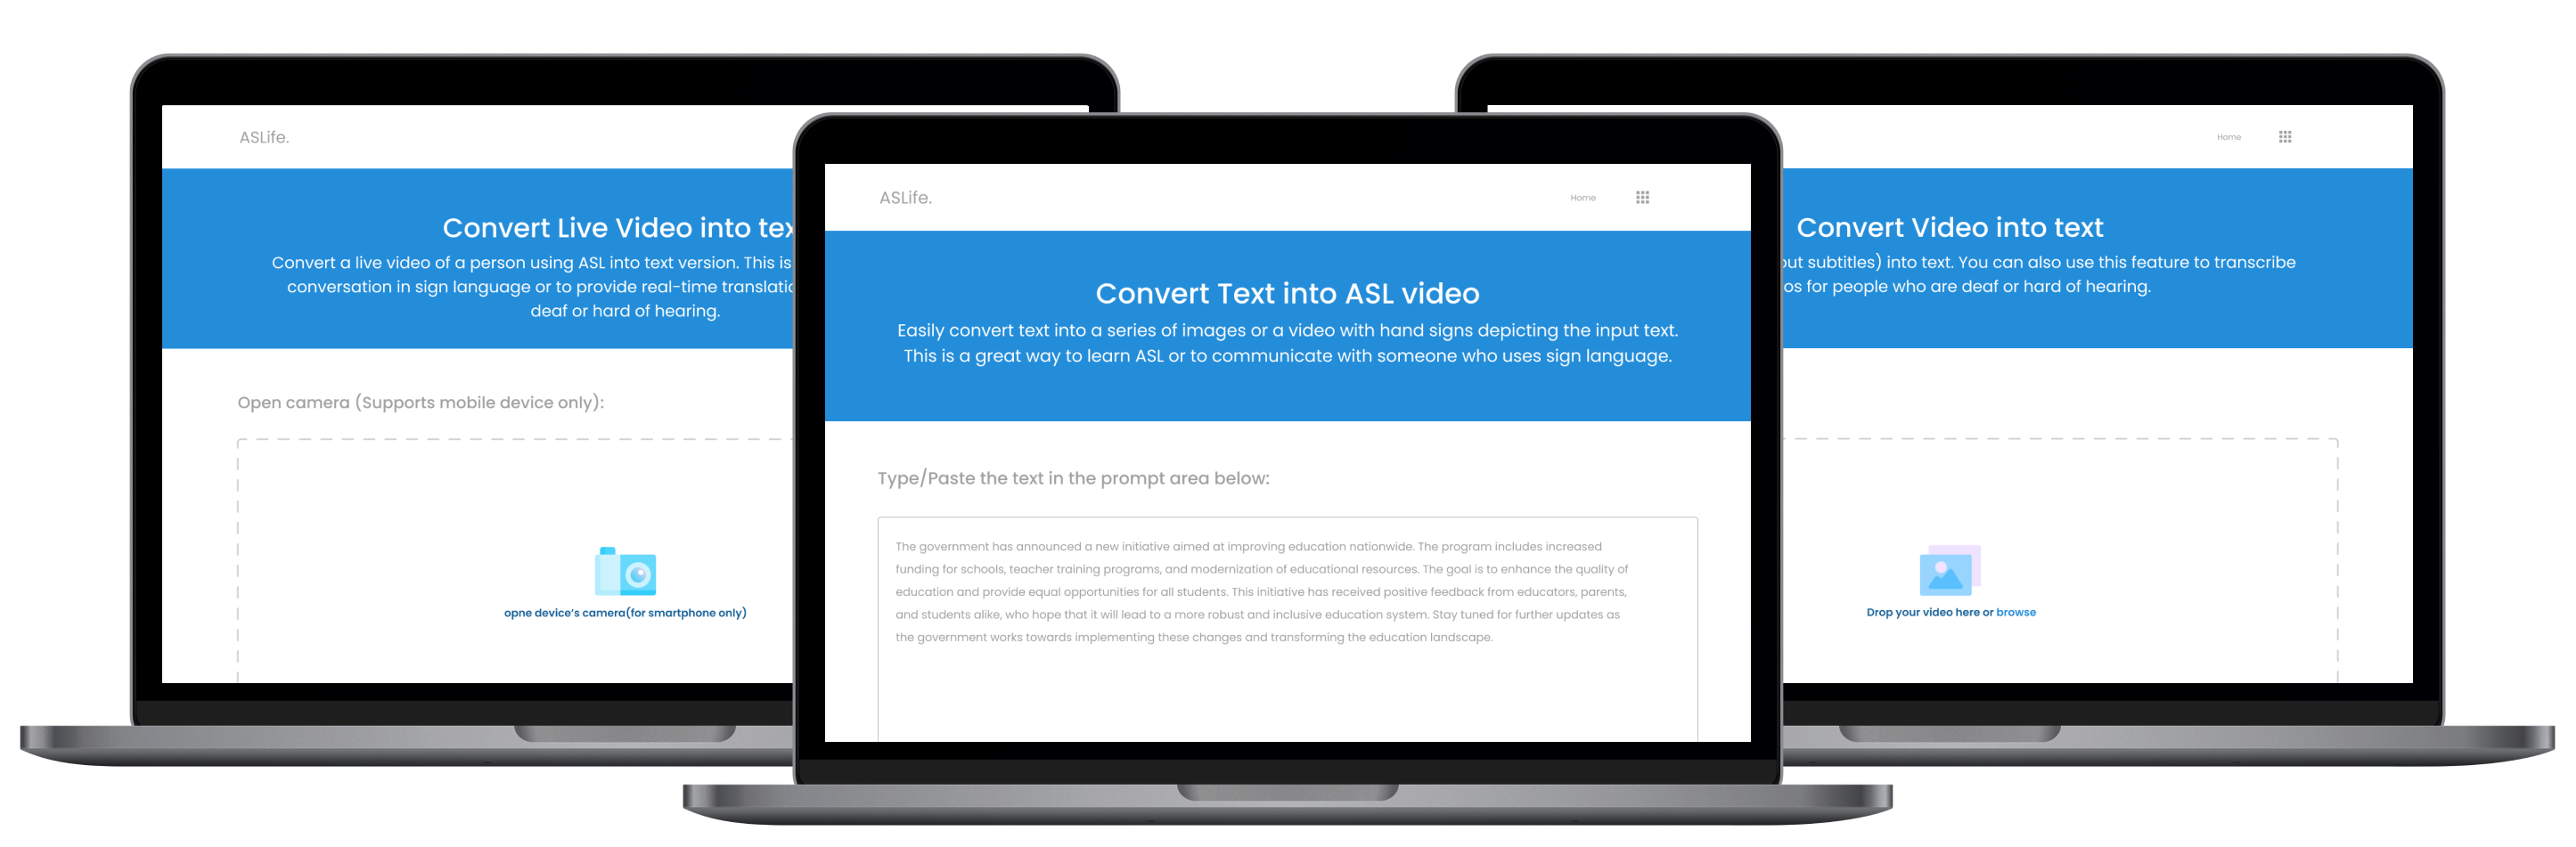 ASLife.
Convert Live Video into
Convert a live video of a person using ASL into text version. This is
conversation in sign language or to provide real-time
deaf or hard of hearing.
Open camera (Supports mobile device only):
opne device's camera(for smartphone only)
ASLife.
Home
Convert Text into ASL video
Easily convert text into a series of images or a video with hand signs depicting the input text.
This is a great way to learn ASL or to communicate with someone who uses sign language.
Type/Paste the text in the prompt area below:
The government has announced a new initiative aimed at improving education nationwide. The program includes increased
funding for schools, teacher training programs, and modernization of educational resources. The goal is to enhance the quality of
education and provide equal opportunities for all students. This initiative has received positive feedback from educators, parents,
and students alike, who hope that it will lead to a more robust and inclusive education system. Stay tuned for further updates as
the government works towards implementing these changes and transforming the education landscape.
Home
Convert Video into text
subtitles) into text. You can also use this feature to transcribe
for people who are deaf or hard of hearing.
Drop your video here or browse